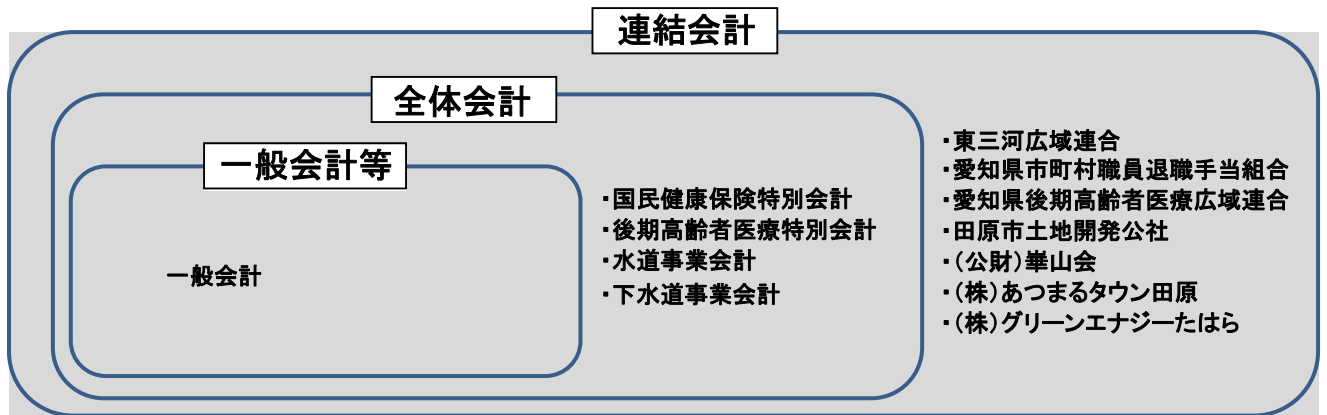 連結会計
全体会計
一般会計等
一般会計
・国民健康保険特別会計
・後期高齢者医療特別会計
・水道事業会計
・下水道事業会計
・東三河広域連合
・愛知県市町村職員退職手当組合
・愛知県後期高齢者医療広域連合
・田原市土地開発公社
・(公財)崋山会
・(株)あつまるタウン田原
・(株)グリーンエナジーたはら